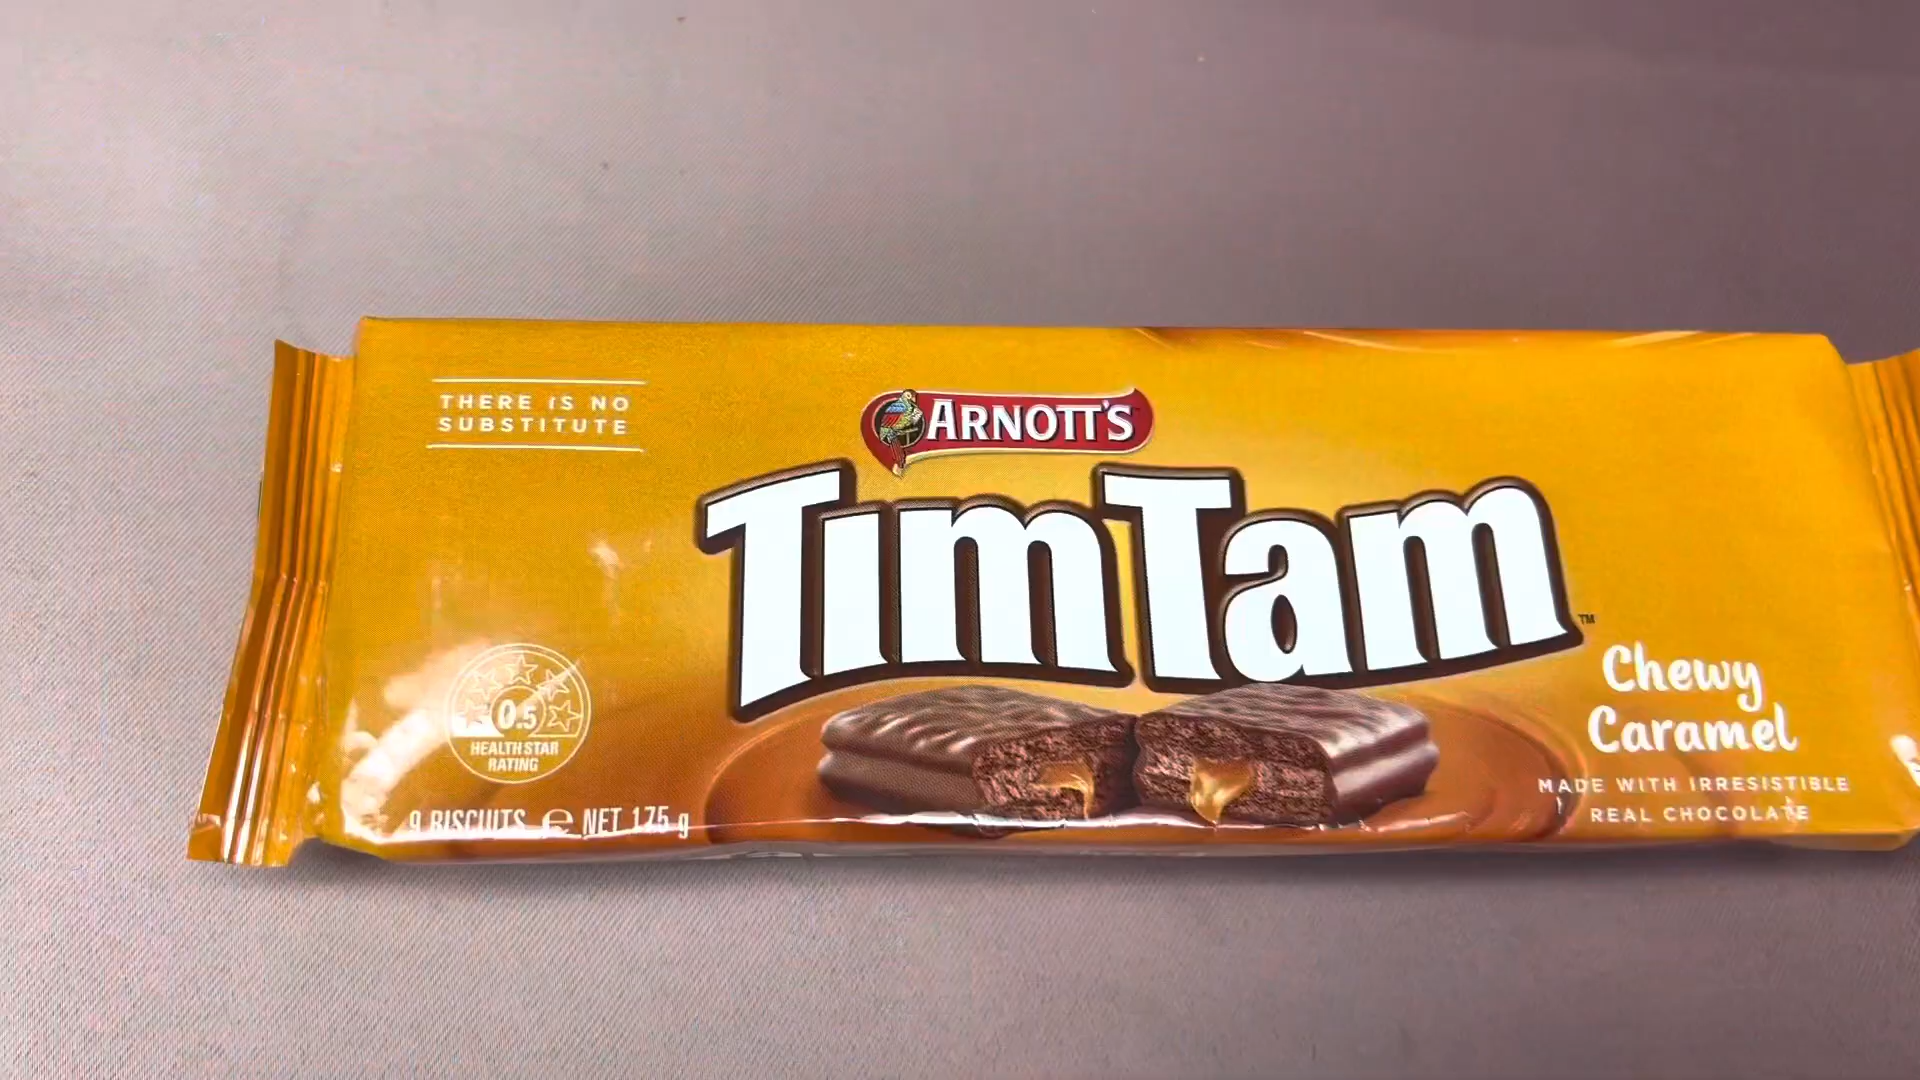 THERE IS NO
SUBSTITUTE
ARNOTT'S
TimTam™
Chewy
Caramel
MADE WITH IRRESISTIBLE
REAL CHOCOLATE
0.5
HEALTH STAR
RATING
9 BISCUITS ℮ NET 175 g